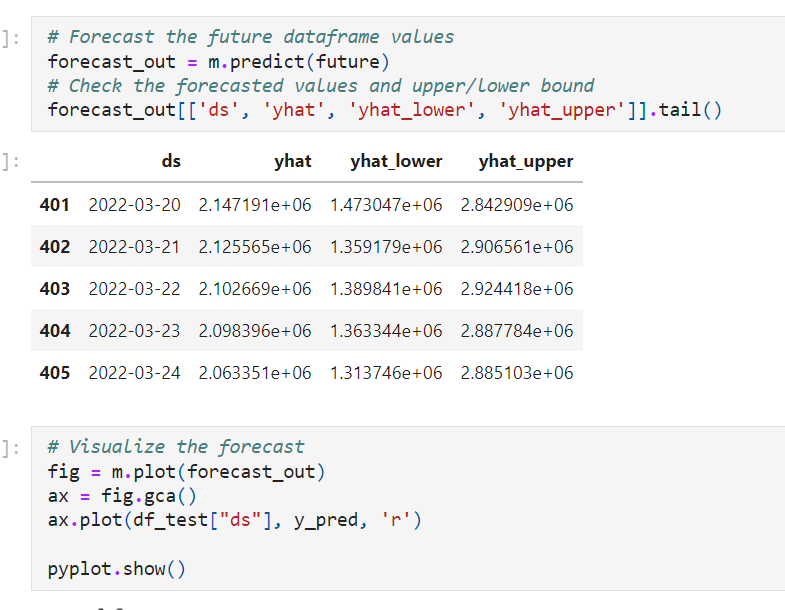 ]: # Forecast the future dataframe values
forecast_out = m.predict(future)
# Check the forecasted values and upper/lower bound
forecast_out[['ds', 'yhat', 'yhat_lower', 'yhat_upper']].tail()
]: ds yhat yhat_lower yhat_upper
401 2022-03-20 2.147191e+06 1.473047e+06 2.842909e+06
402 2022-03-21 2.125565e+06 1.359179e+06 2.906561e+06
403 2022-03-22 2.102669e+06 1.389841e+06 2.924418e+06
404 2022-03-23 2.098396e+06 1.363344e+06 2.887784e+06
405 2022-03-24 2.063351e+06 1.313746e+06 2.885103e+06
]: # Visualize the forecast
fig = m.plot(forecast_out)
ax = fig.gca()
ax.plot(df_test["ds"], y_pred, 'r')
pyplot.show()